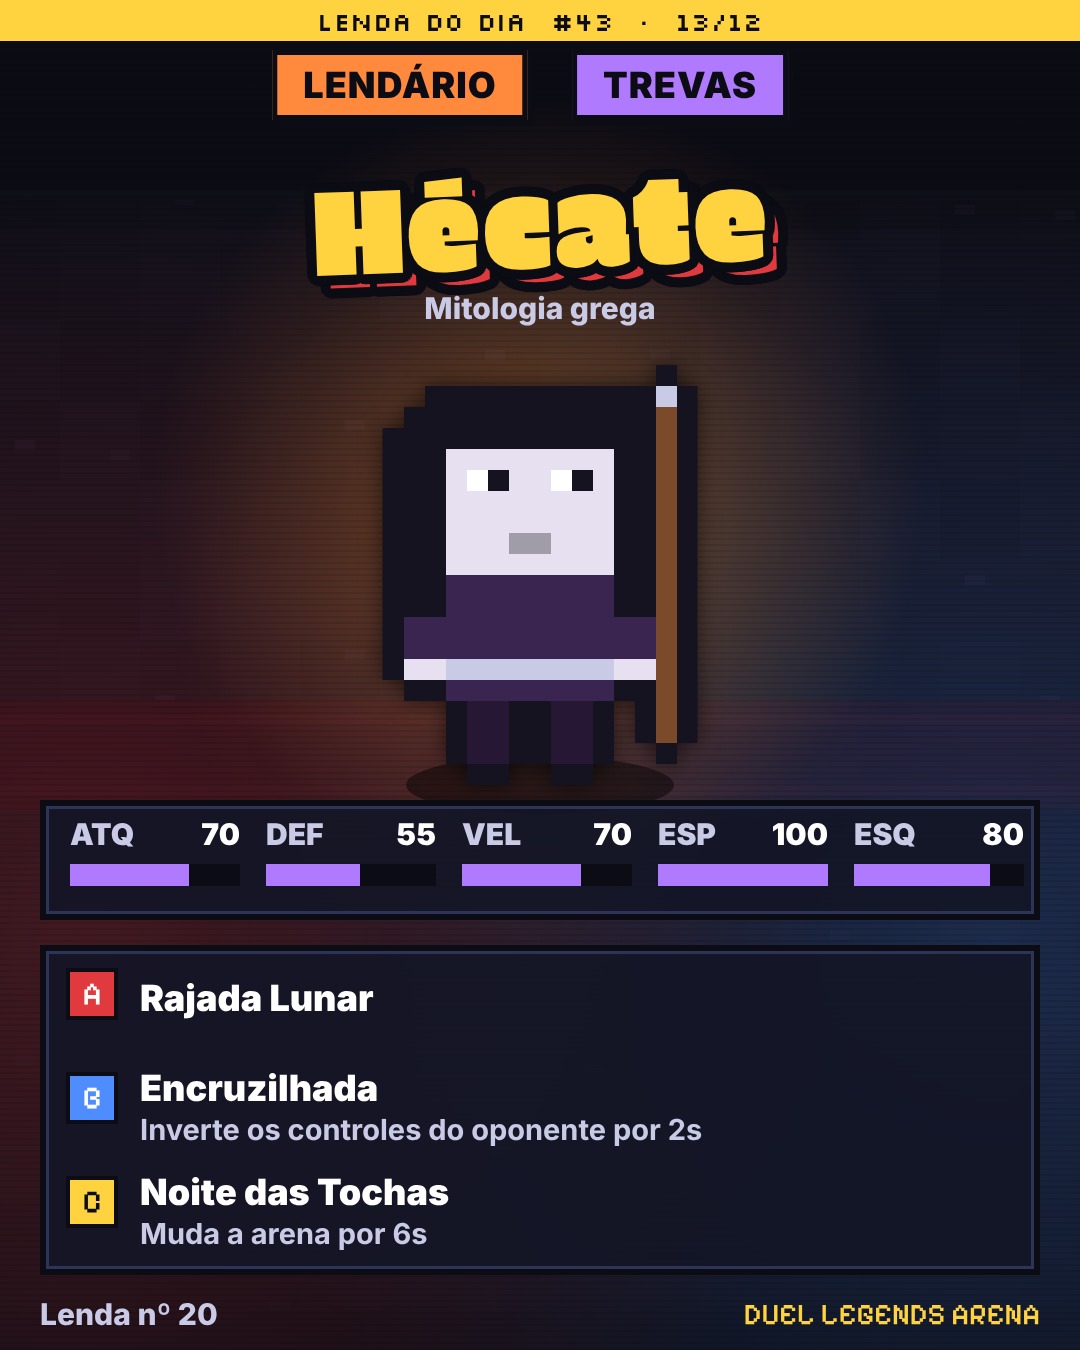 LENDA DO DIA #43 · 13/12
LENDÁRIO TREVAS
Hécate
Mitologia grega
ATQ 70 DEF 55 VEL 70 ESP 100 ESQ 80
A Rajada Lunar
B Encruzilhada
Inverte os controles do oponente por 2s
C Noite das Tochas
Muda a arena por 6s
Lenda nº 20 DUEL LEGENDS ARENA